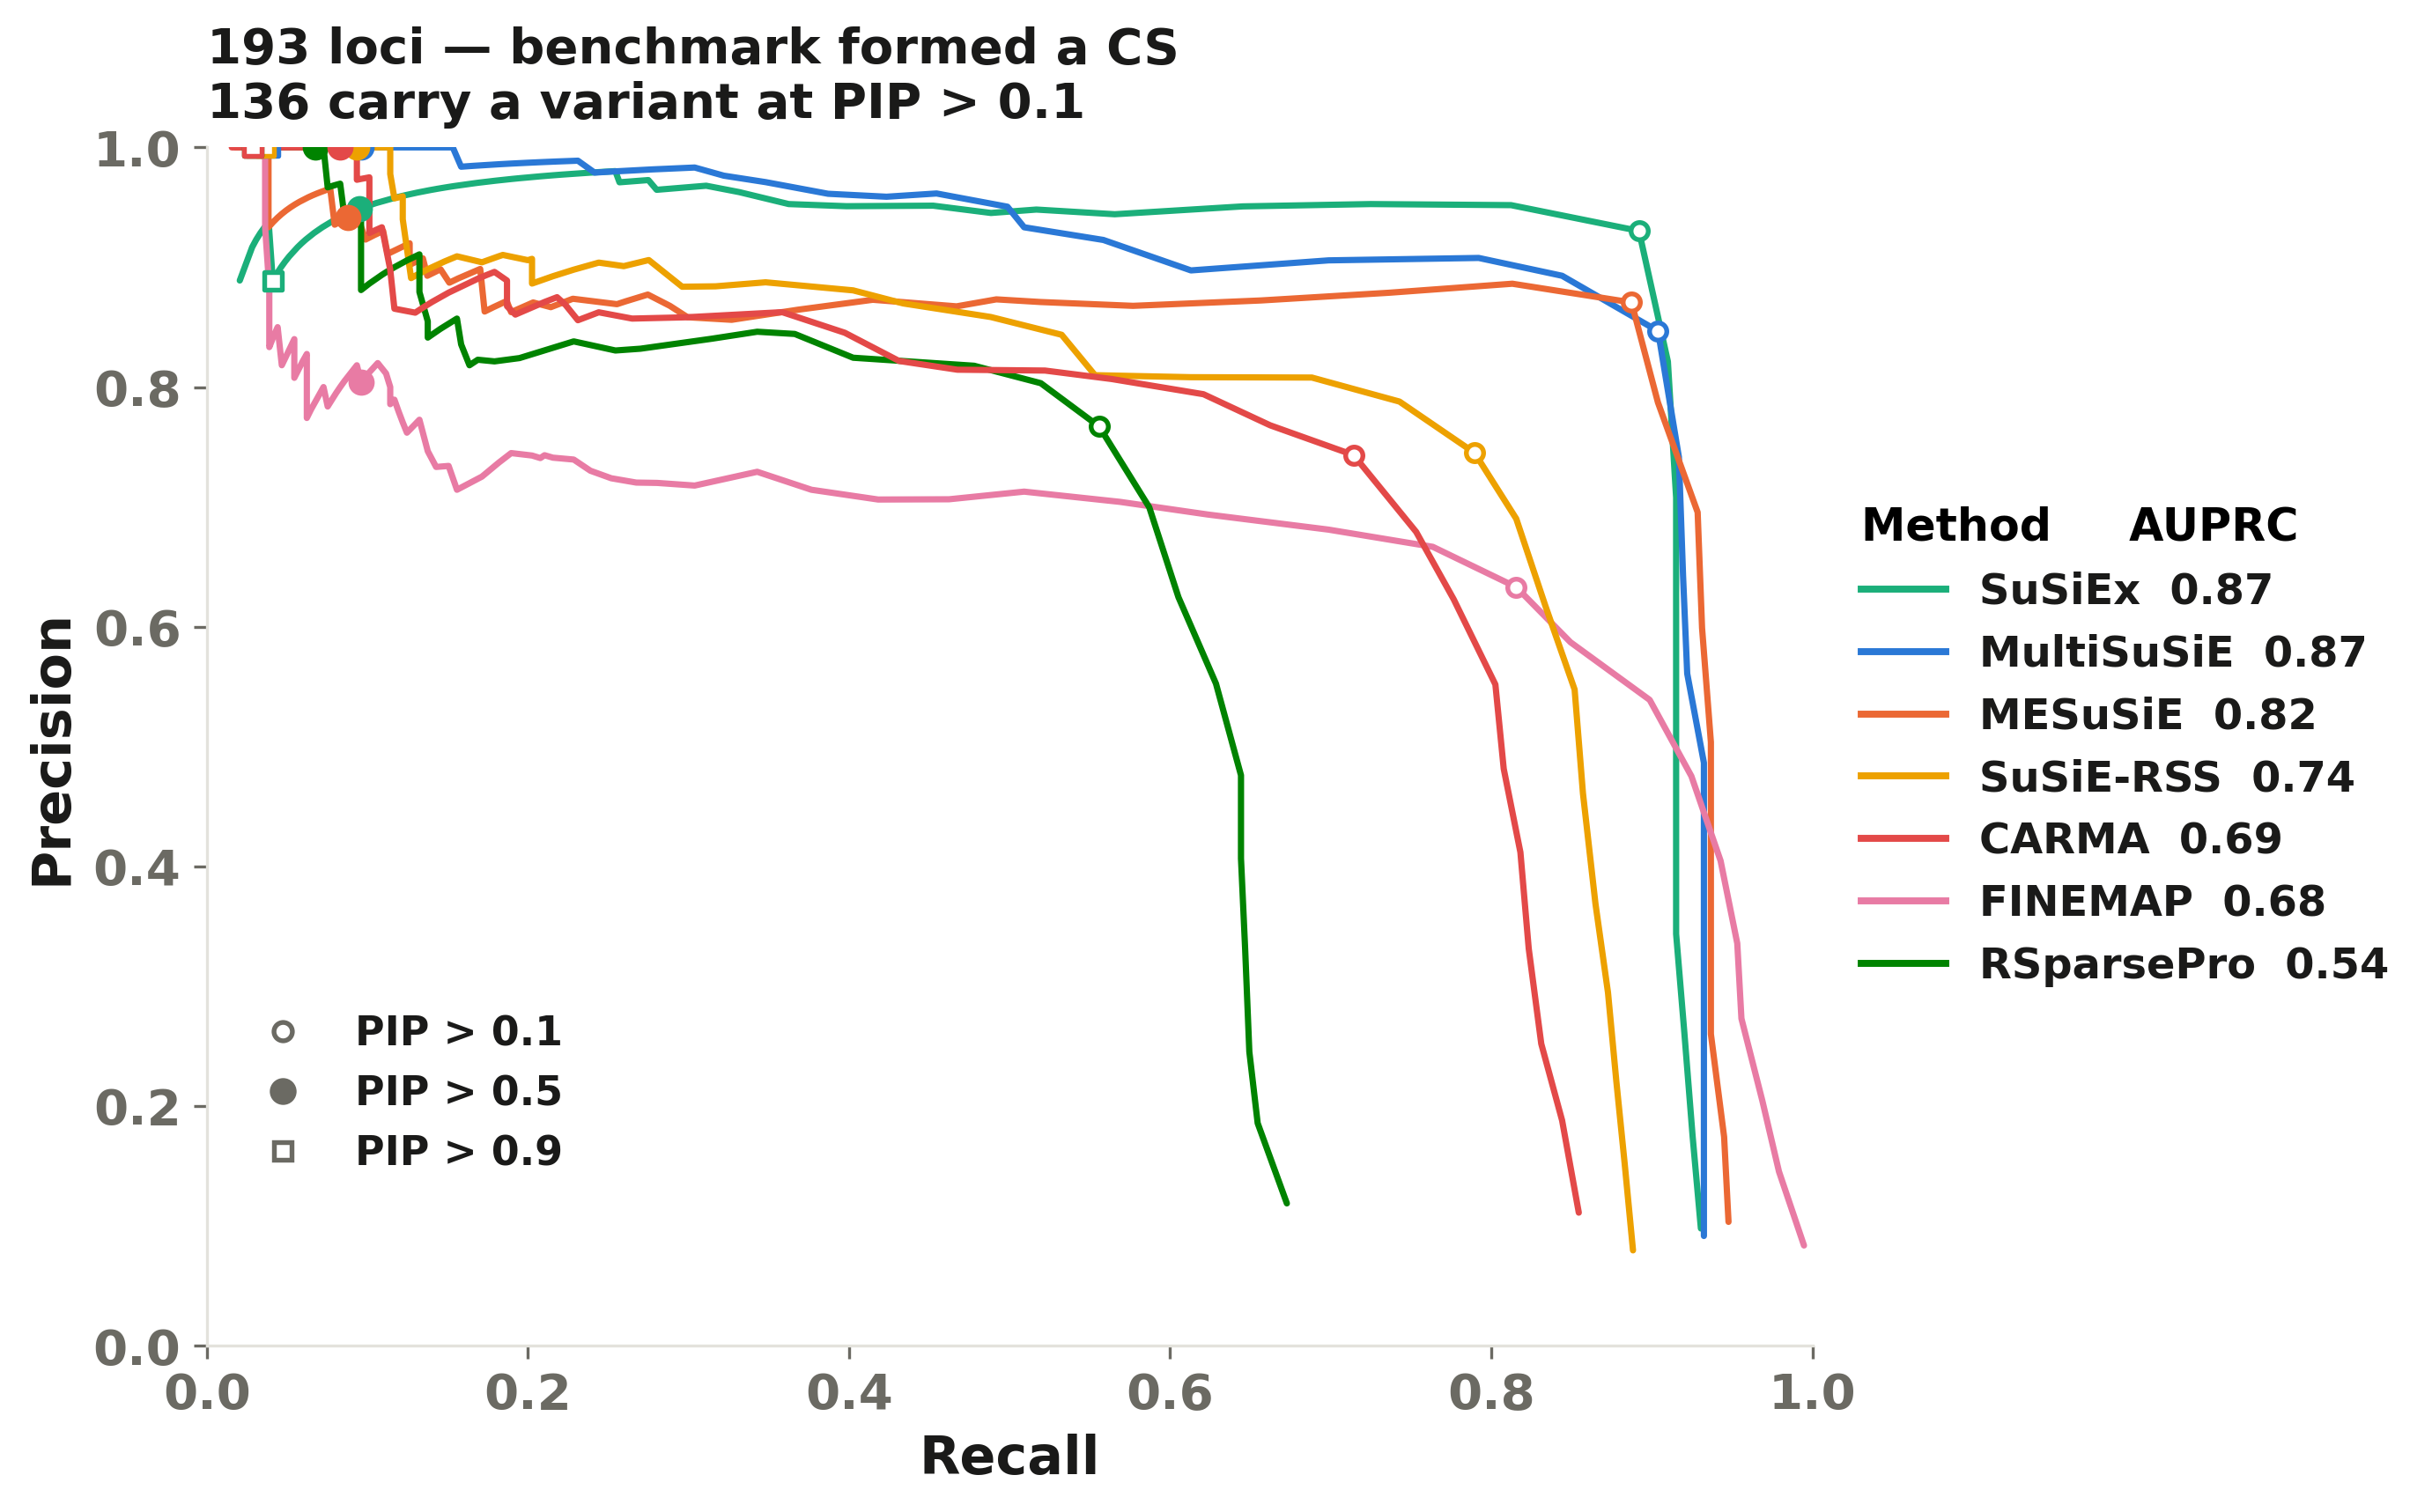 193 loci — benchmark formed a CS
136 carry a variant at PIP > 0.1
1.0
0.8
0.6
0.4
0.2
0.0
Precision
0.0 0.2 0.4 0.6 0.8 1.0
Recall
PIP > 0.1
PIP > 0.5
PIP > 0.9
Method AUPRC
SuSiEx 0.87
MultiSuSiE 0.87
MESuSiE 0.82
SuSiE-RSS 0.74
CARMA 0.69
FINEMAP 0.68
RSparsePro 0.54